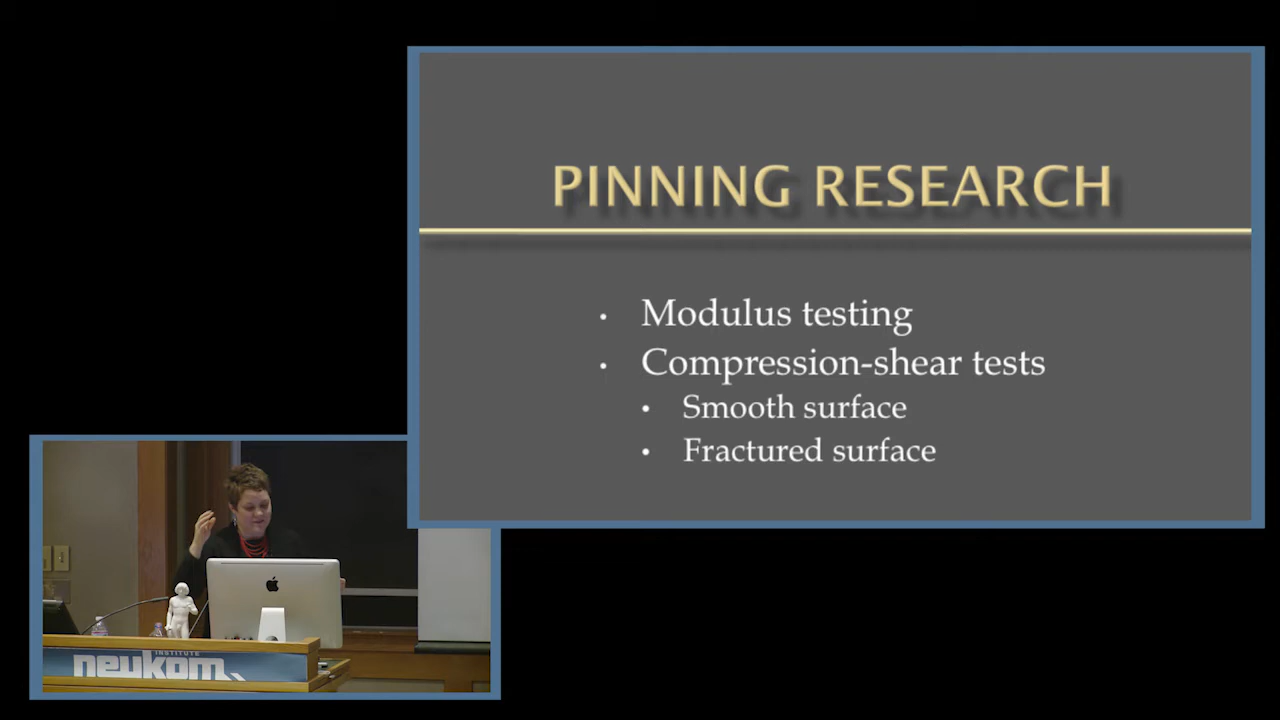 PINNING RESEARCH
• Modulus testing
• Compression-shear tests
• Smooth surface
• Fractured surface
INSTITUTE
neukom